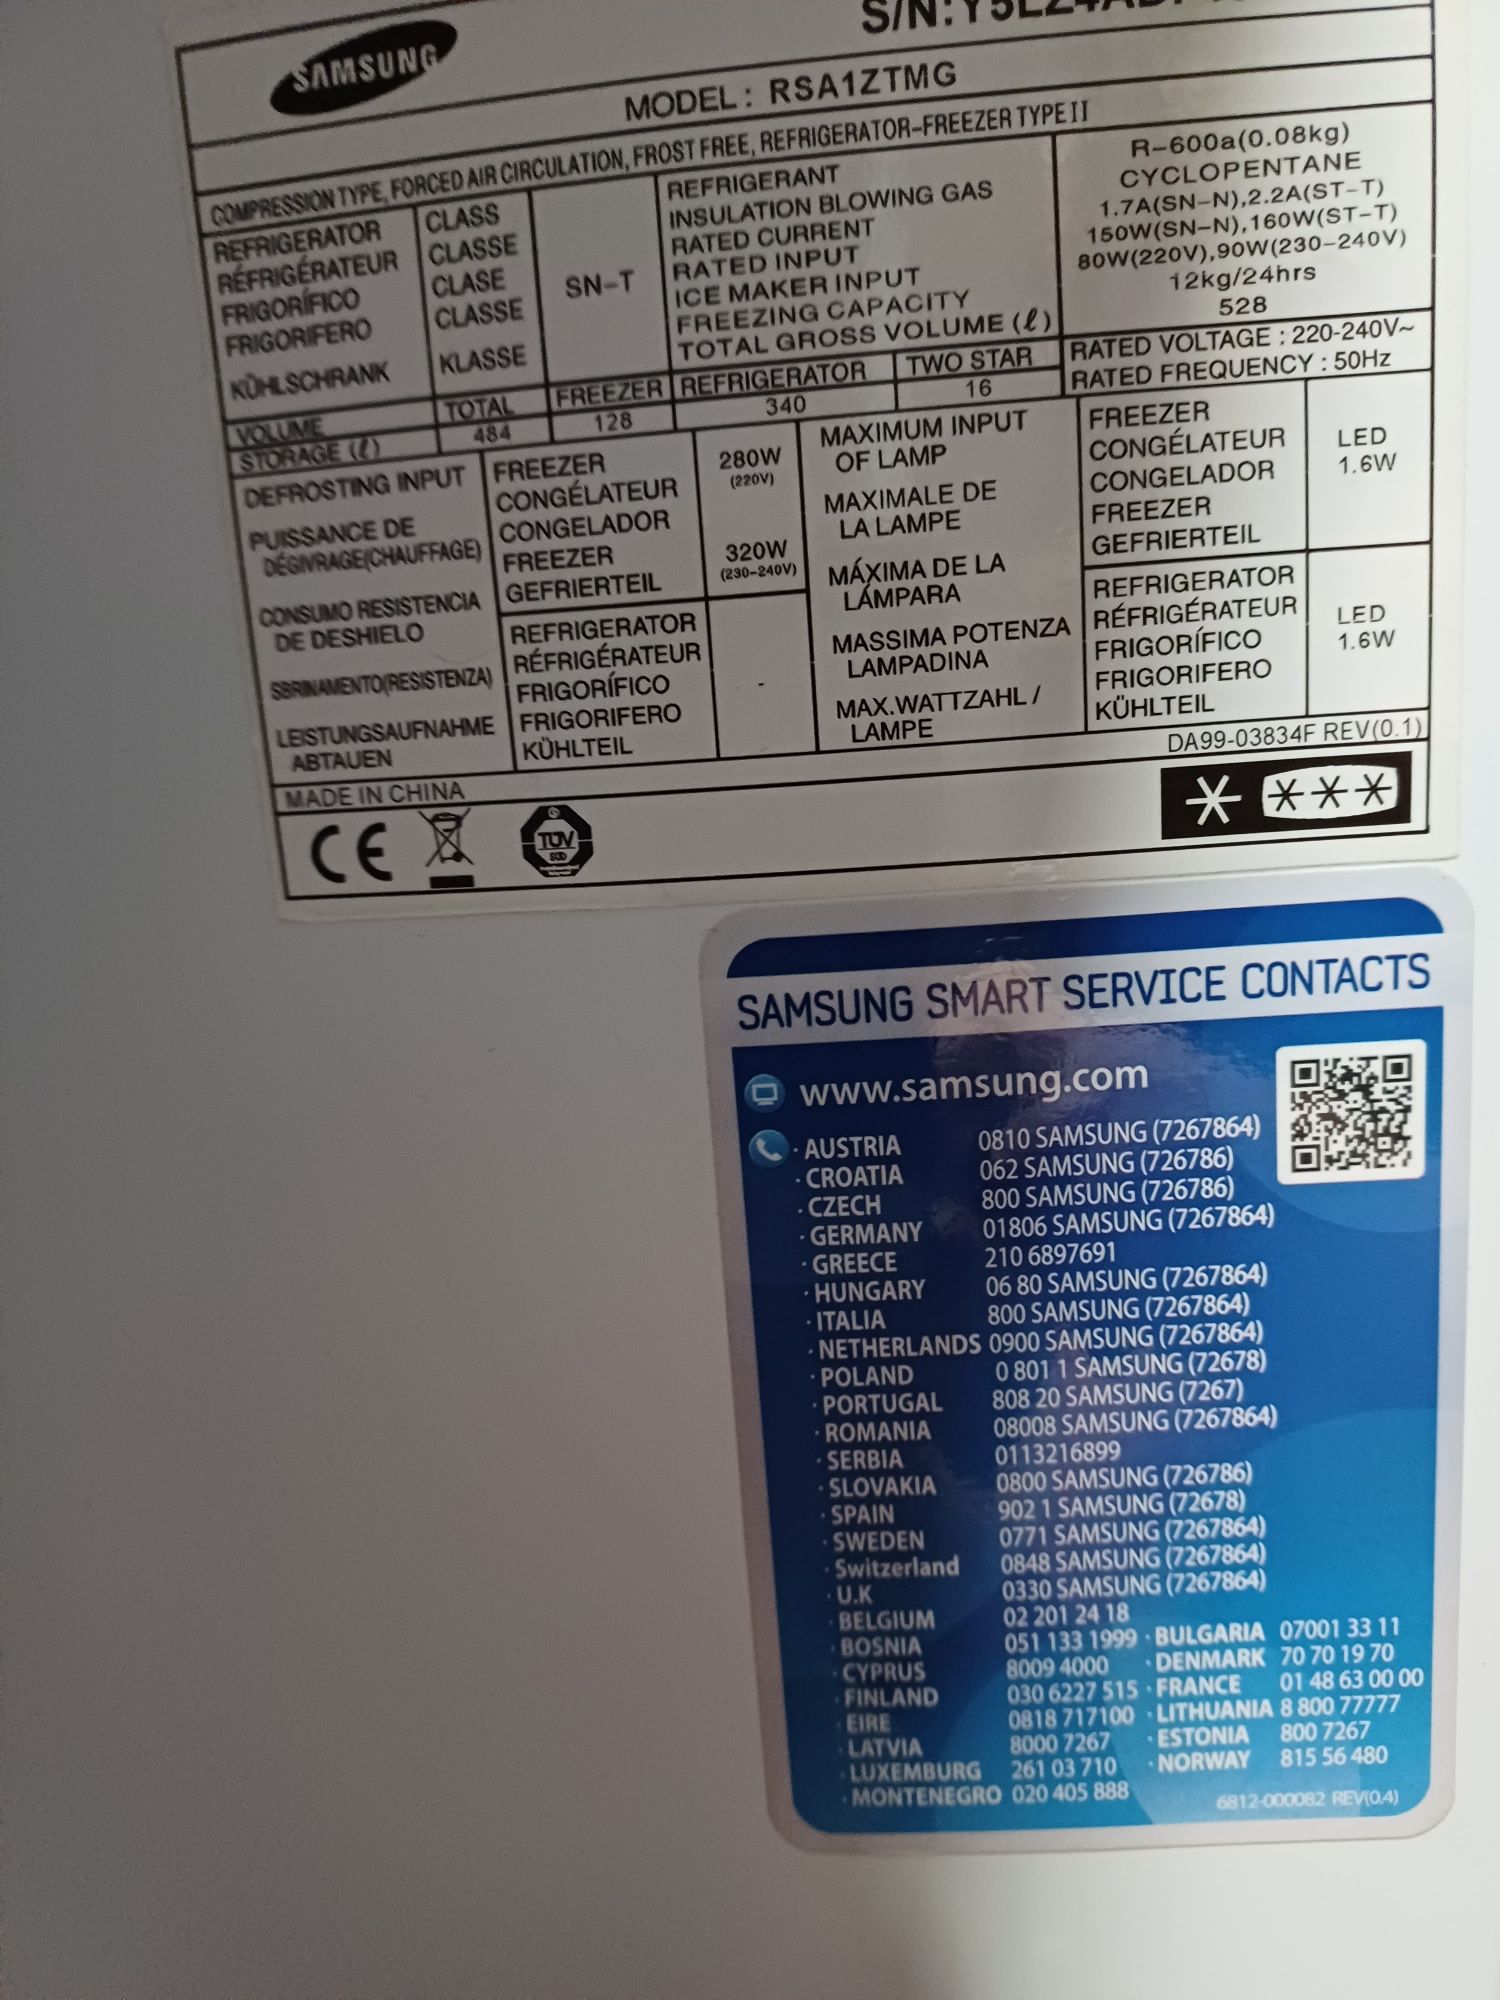 S/N:
SAMSUNG
MODEL: RSA1ZTMG
COMPRESSION TYPE, FORCED AIR CIRCULATION, FROST FREE, REFRIGERATOR-FREEZER TYPE II
REFRIGERATOR CLASS
RÉFRIGÉRATEUR CLASSE
FRIGORÍFICO CLASE
FRIGORIFERO CLASSE
KÜHLSCHRANK KLASSE
SN-T
REFRIGERANT R-600a(0.08kg)
INSULATION BLOWING GAS CYCLOPENTANE
RATED CURRENT 1.7A(SN-N),2.2A(ST-T)
RATED INPUT 150W(SN-N),160W(ST-T)
ICE MAKER INPUT 80W(220V),90W(230-240V)
FREEZING CAPACITY 12kg/24hrs
TOTAL GROSS VOLUME (ℓ) 528
VOLUME TOTAL FREEZER REFRIGERATOR TWO STAR
STORAGE (ℓ) 484 128 340 16
RATED VOLTAGE : 220-240V~
RATED FREQUENCY : 50Hz
DEFROSTING INPUT
PUISSANCE DE
DÉGIVRAGE(CHAUFFAGE)
CONSUMO RESISTENCIA
DE DESHIELO
SBRINAMENTO(RESISTENZA)
LEISTUNGSAUFNAHME
ABTAUEN
FREEZER
CONGÉLATEUR
CONGELADOR
FREEZER
GEFRIERTEIL
280W
(220V)
320W
(230-240V)
REFRIGERATOR
RÉFRIGÉRATEUR
FRIGORÍFICO
FRIGORIFERO
KÜHLTEIL
-
MAXIMUM INPUT
OF LAMP
MAXIMALE DE
LA LAMPE
MÁXIMA DE LA
LÁMPARA
MASSIMA POTENZA
LAMPADINA
MAX.WATTZAHL /
LAMPE
FREEZER
CONGÉLATEUR
CONGELADOR
FREEZER
GEFRIERTEIL
LED
1.6W
REFRIGERATOR
RÉFRIGÉRATEUR
FRIGORÍFICO
FRIGORIFERO
KÜHLTEIL
LED
1.6W
DA99-03834F REV(0.1)
MADE IN CHINA
CE
TÜV
SAMSUNG SMART SERVICE CONTACTS
www.samsung.com
· AUSTRIA 0810 SAMSUNG (7267864)
· CROATIA 062 SAMSUNG (726786)
· CZECH 800 SAMSUNG (726786)
· GERMANY 01806 SAMSUNG (7267864)
· GREECE 210 6897691
· HUNGARY 06 80 SAMSUNG (7267864)
· ITALIA 800 SAMSUNG (7267864)
· NETHERLANDS 0900 SAMSUNG (7267864)
· POLAND 0 801 1 SAMSUNG (72678)
· PORTUGAL 808 20 SAMSUNG (7267)
· ROMANIA 08008 SAMSUNG (7267864)
· SERBIA 0113216899
· SLOVAKIA 0800 SAMSUNG (726786)
· SPAIN 902 1 SAMSUNG (72678)
· SWEDEN 0771 SAMSUNG (7267864)
· Switzerland 0848 SAMSUNG (7267864)
· U.K 0330 SAMSUNG (7267864)
· BELGIUM 02 201 24 18
· BOSNIA 051 133 1999 · BULGARIA 07001 33 11
· CYPRUS 8009 4000 · DENMARK 70 70 19 70
· FINLAND 030 6227 515 · FRANCE 01 48 63 00 00
· EIRE 0818 717100 · LITHUANIA 8 800 77777
· LATVIA 8000 7267 · ESTONIA 800 7267
· LUXEMBURG 261 03 710 · NORWAY 815 56 480
· MONTENEGRO 020 405 888
6812-000082 REV(0.4)